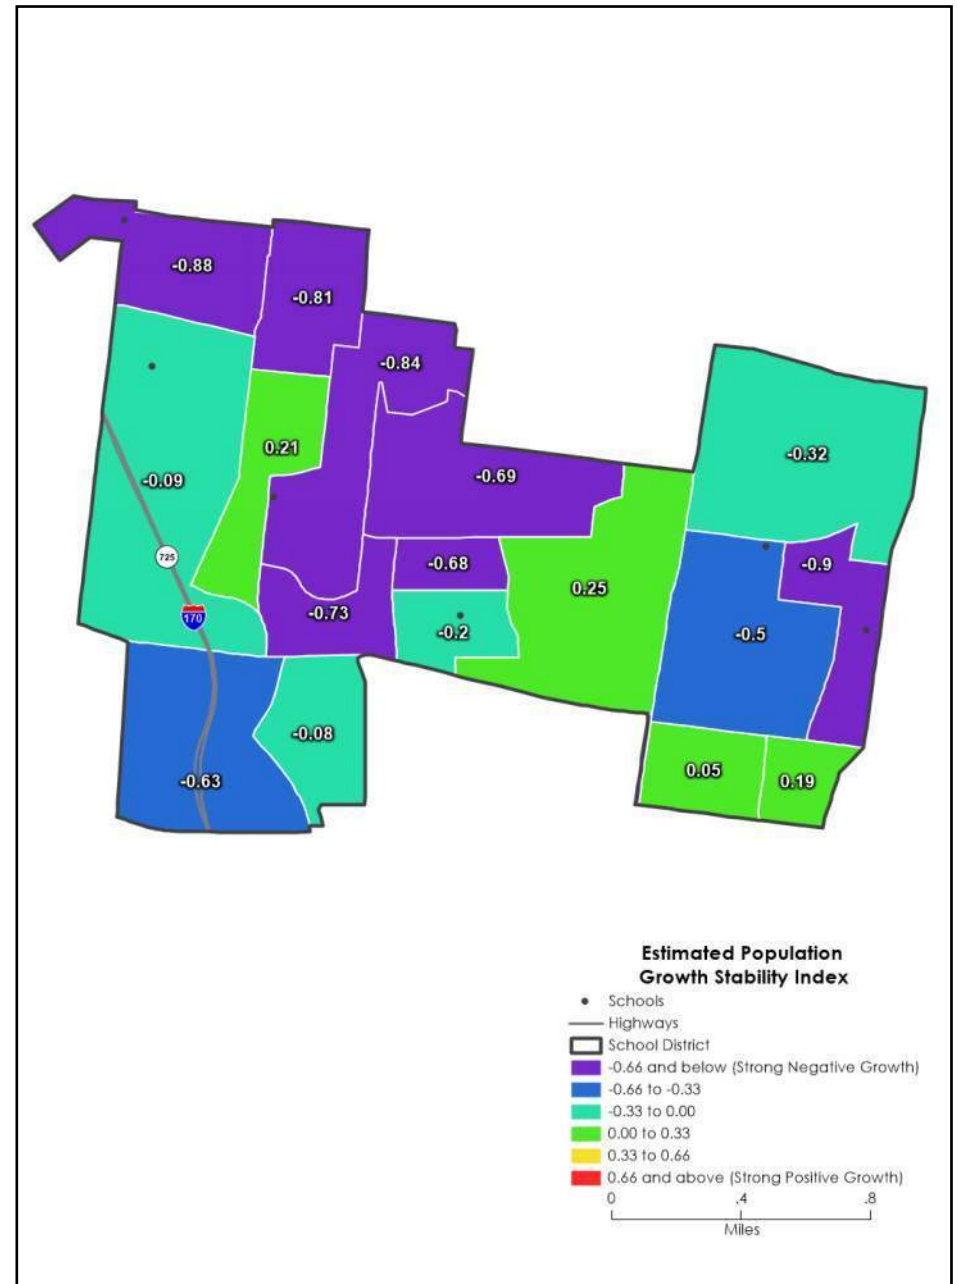 -0.88
-0.81
-0.84
-0.32
0.21
-0.69
-0.09
725
-0.68
-0.9
0.25
170
-0.73
-0.2
-0.5
-0.08
-0.63
0.05
0.19
Estimated Population
Growth Stability Index
Schools
Highways
School District
-0.66 and below (Strong Negative Growth)
-0.66 to -0.33
-0.33 to 0.00
0.00 to 0.33
0.33 to 0.66
0.66 and above (Strong Positive Growth)
0 .4 .8
Miles